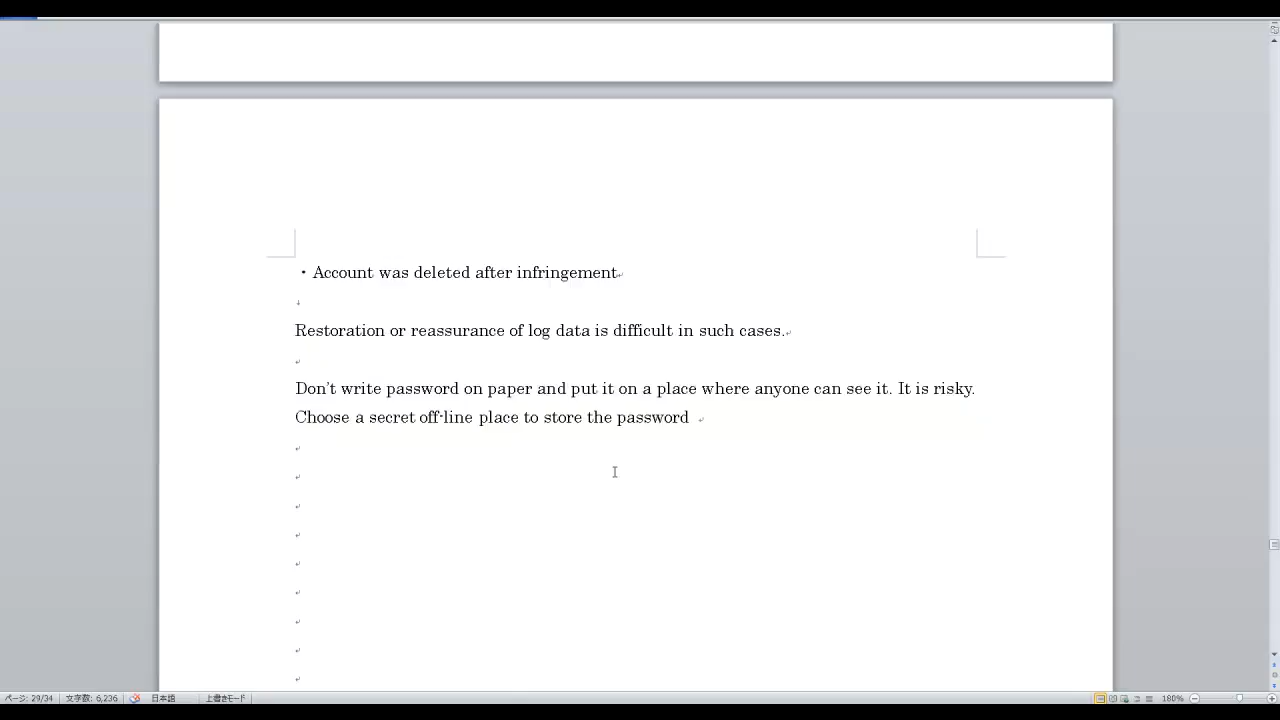 ・Account was deleted after infringement
Restoration or reassurance of log data is difficult in such cases.
Don't write password on paper and put it on a place where anyone can see it. It is risky.
Choose a secret off-line place to store the password
ページ: 29/34 文字数: 6,236 日本語 上書きモード 180%